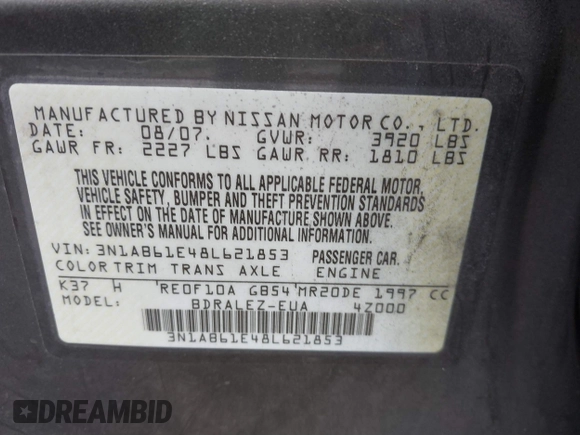 MANUFACTURED BY NISSAN MOTOR CO., LTD.
DATE: 08/07. GVWR: 3920 LBS
GAWR FR: 2227 LBS GAWR RR: 1810 LBS
THIS VEHICLE CONFORMS TO ALL APPLICABLE FEDERAL MOTOR
VEHICLE SAFETY, BUMPER AND THEFT PREVENTION STANDARDS
IN EFFECT ON THE DATE OF MANUFACTURE SHOWN ABOVE.
SEE OWNER'S MANUAL FOR ADDITIONAL INFORMATION.
VIN: 3N1AB61E48L621853 PASSENGER CAR.
COLOR TRIM TRANS AXLE ENGINE
K37 H 'RE0F10A GB54 'MR20DE 1997 CC
MODEL: BDRALEZ-EUA 4Z000
3N1AB61E48L621853
DREAMBID